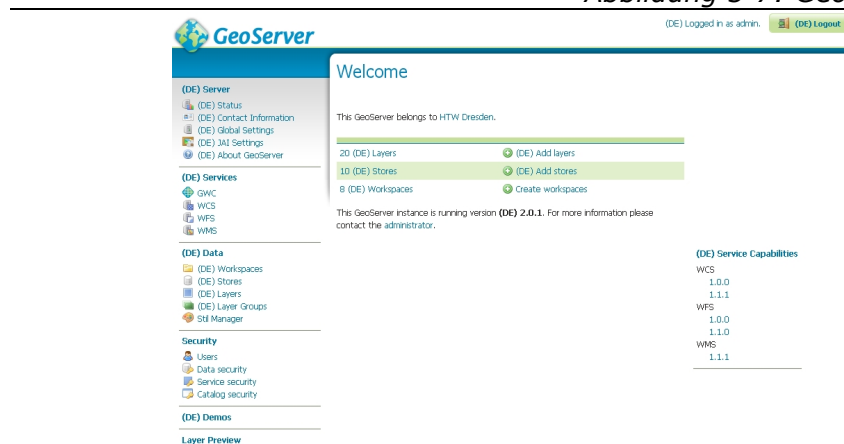 GeoServer
(DE) Logged in as admin.
(DE) Logout
(DE) Server
(DE) Status
(DE) Contact Information
(DE) Global Settings
(DE) JAI Settings
(DE) About GeoServer
(DE) Services
GWC
WCS
WFS
WMS
(DE) Data
(DE) Workspaces
(DE) Stores
(DE) Layers
(DE) Layer Groups
Stil Manager
Security
Users
Data security
Service security
Catalog security
(DE) Demos
Layer Preview
Welcome
This GeoServer belongs to HTW Dresden.
20 (DE) Layers
(DE) Add layers
10 (DE) Stores
(DE) Add stores
8 (DE) Workspaces
Create workspaces
This GeoServer instance is running version (DE) 2.0.1. For more information please
contact the administrator.
(DE) Service Capabilities
WCS
1.0.0
1.1.1
WFS
1.0.0
1.1.0
WMS
1.1.1